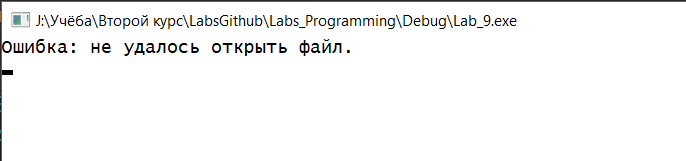 J:\Учёба\Второй курс\LabsGithub\Labs_Programming\Debug\Lab_9.exe
Ошибка: не удалось открыть файл.